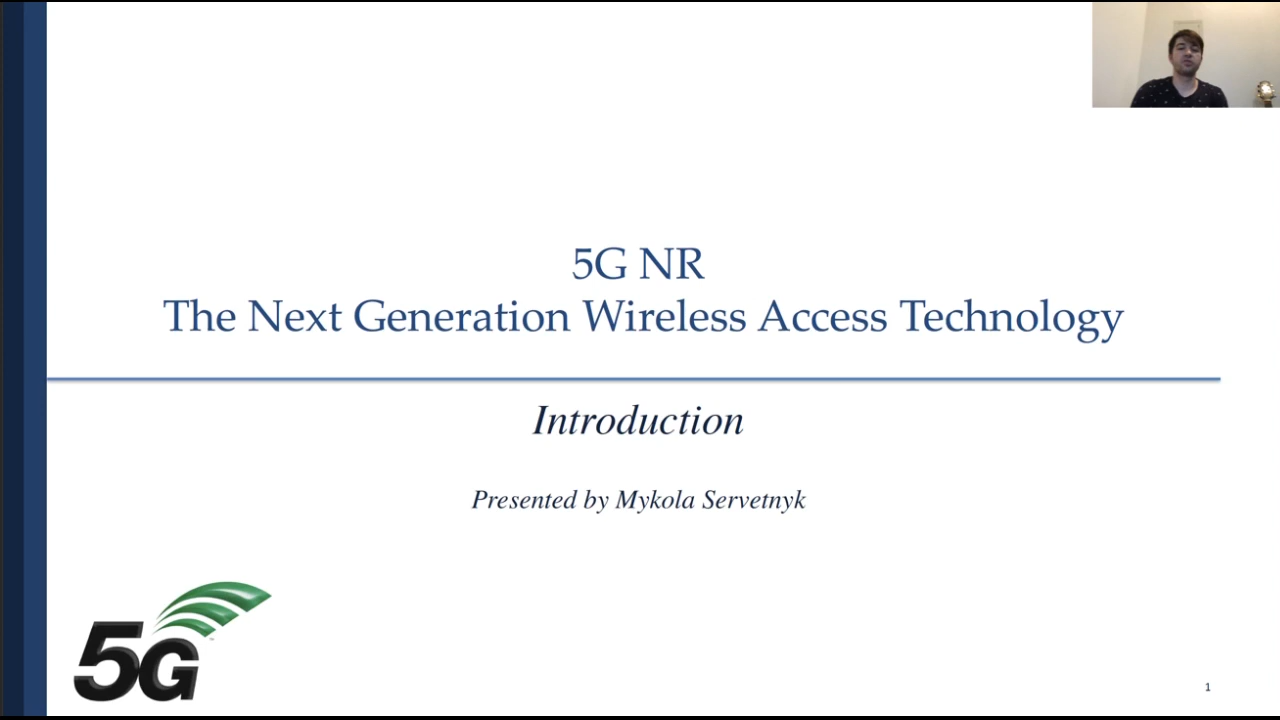 5G NR
The Next Generation Wireless Access Technology
Introduction
Presented by Mykola Servetnyk
5G
1